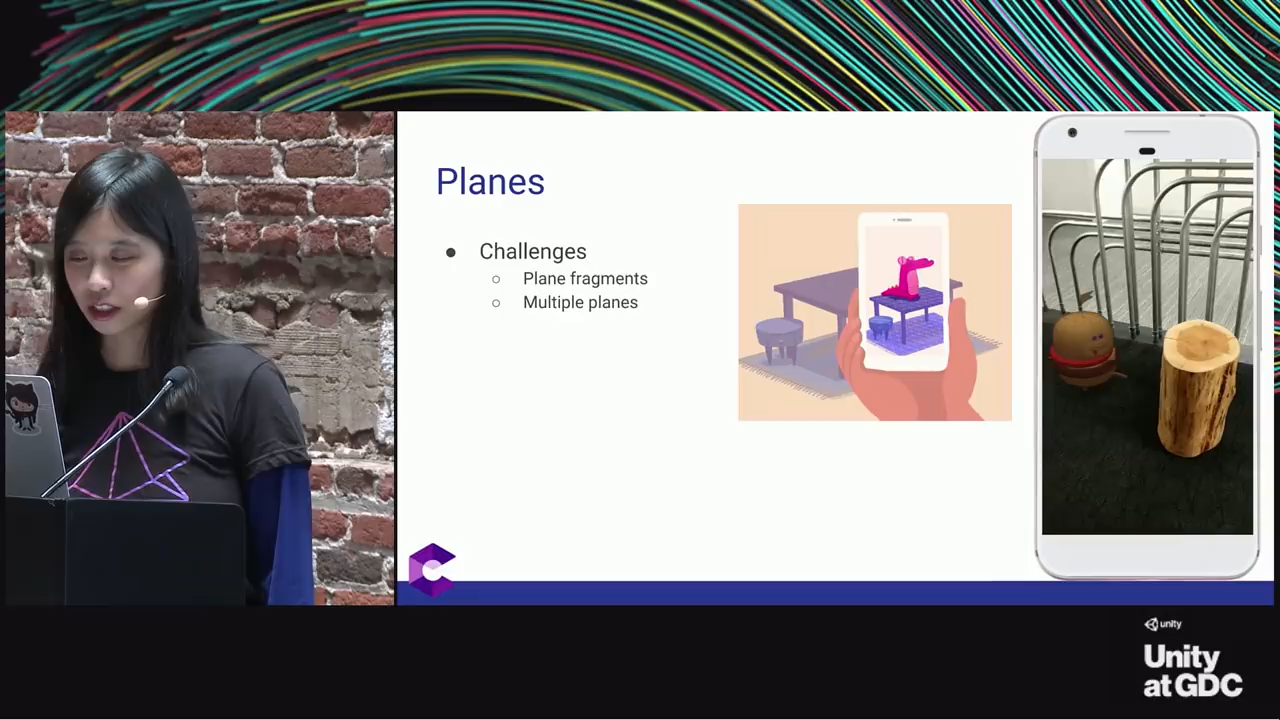 Planes
Challenges
Plane fragments
Multiple planes
unity
Unity
at GDC